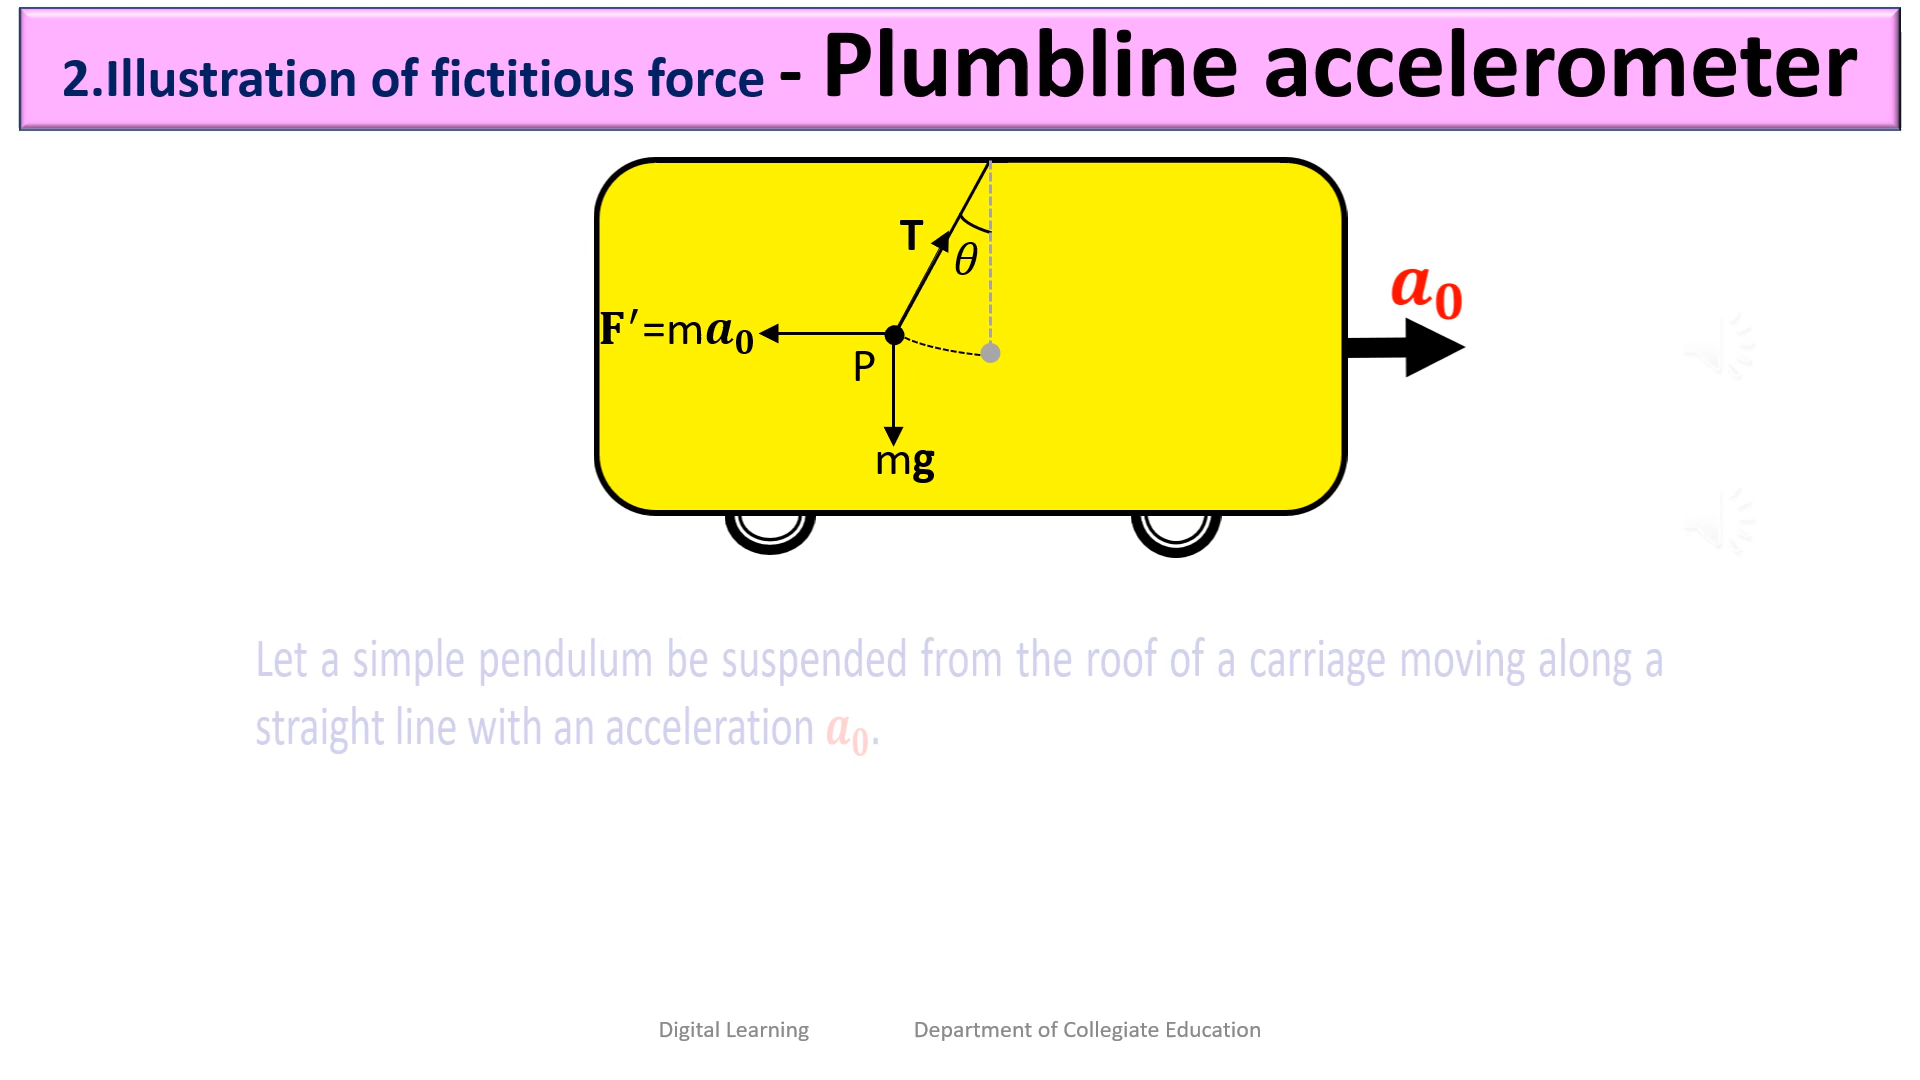 2.Illustration of fictitious force - Plumbline accelerometer
T
θ
a₀
F′=ma₀
P
mg
Let a simple pendulum be suspended from the roof of a carriage moving along a
straight line with an acceleration a₀.
Digital Learning Department of Collegiate Education